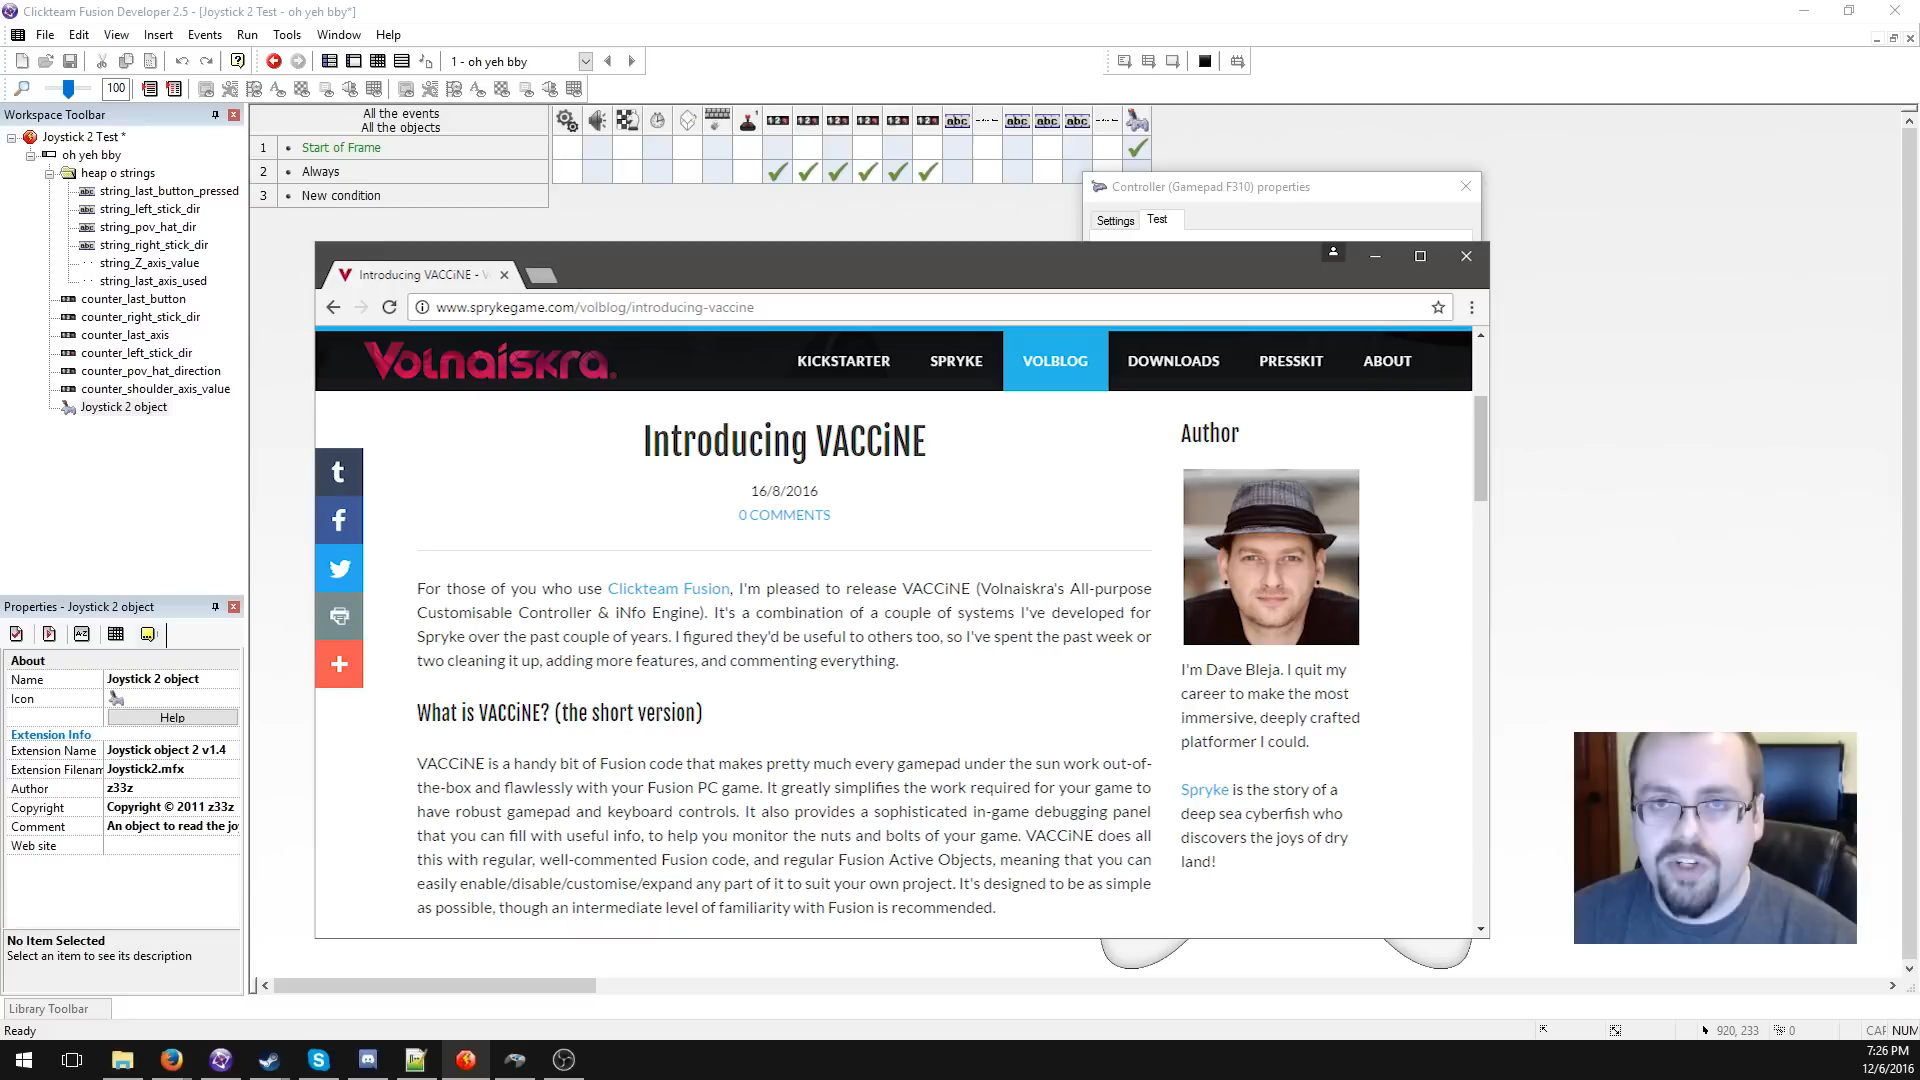 Clickteam Fusion Developer 2.5 - [Joystick 2 Test - oh yeh bby*]
File Edit View Insert Events Run Tools Window Help
1 - oh yeh bby
100
Workspace Toolbar
Joystick 2 Test *
oh yeh bby
heap o strings
string_last_button_pressed
string_left_stick_dir
string_pov_hat_dir
string_right_stick_dir
string_Z_axis_value
string_last_axis_used
counter_last_button
counter_right_stick_dir
counter_last_axis
counter_left_stick_dir
counter_pov_hat_direction
counter_shoulder_axis_value
Joystick 2 object
All the events
All the objects
1 Start of Frame
2 Always
3 New condition
Controller (Gamepad F310) properties
Settings Test
Introducing VACCiNE - V
www.sprykegame.com/volblog/introducing-vaccine
Volnaiskra.
KICKSTARTER SPRYKE VOLBLOG DOWNLOADS PRESSKIT ABOUT
Introducing VACCiNE
16/8/2016
0 COMMENTS
For those of you who use Clickteam Fusion, I'm pleased to release VACCiNE (Volnaiskra's All-purpose
Customisable Controller & iNfo Engine). It's a combination of a couple of systems I've developed for
Spryke over the past couple of years. I figured they'd be useful to others too, so I've spent the past week or
two cleaning it up, adding more features, and commenting everything.
What is VACCiNE? (the short version)
VACCiNE is a handy bit of Fusion code that makes pretty much every gamepad under the sun work out-of-
the-box and flawlessly with your Fusion PC game. It greatly simplifies the work required for your game to
have robust gamepad and keyboard controls. It also provides a sophisticated in-game debugging panel
that you can fill with useful info, to help you monitor the nuts and bolts of your game. VACCiNE does all
this with regular, well-commented Fusion code, and regular Fusion Active Objects, meaning that you can
easily enable/disable/customise/expand any part of it to suit your own project. It's designed to be as simple
as possible, though an intermediate level of familiarity with Fusion is recommended.
Author
I'm Dave Bleja. I quit my
career to make the most
immersive, deeply crafted
platformer I could.
Spryke is the story of a
deep sea cyberfish who
discovers the joys of dry
land!
Properties - Joystick 2 object
About
Name Joystick 2 object
Icon
Help
Extension Info
Extension Name Joystick object 2 v1.4
Extension Filenam Joystick2.mfx
Author z33z
Copyright Copyright © 2011 z33z
Comment An object to read the jo
Web site
No Item Selected
Select an item to see its description
Library Toolbar
Ready
920, 233
0
CAP NUM
7:26 PM
12/6/2016